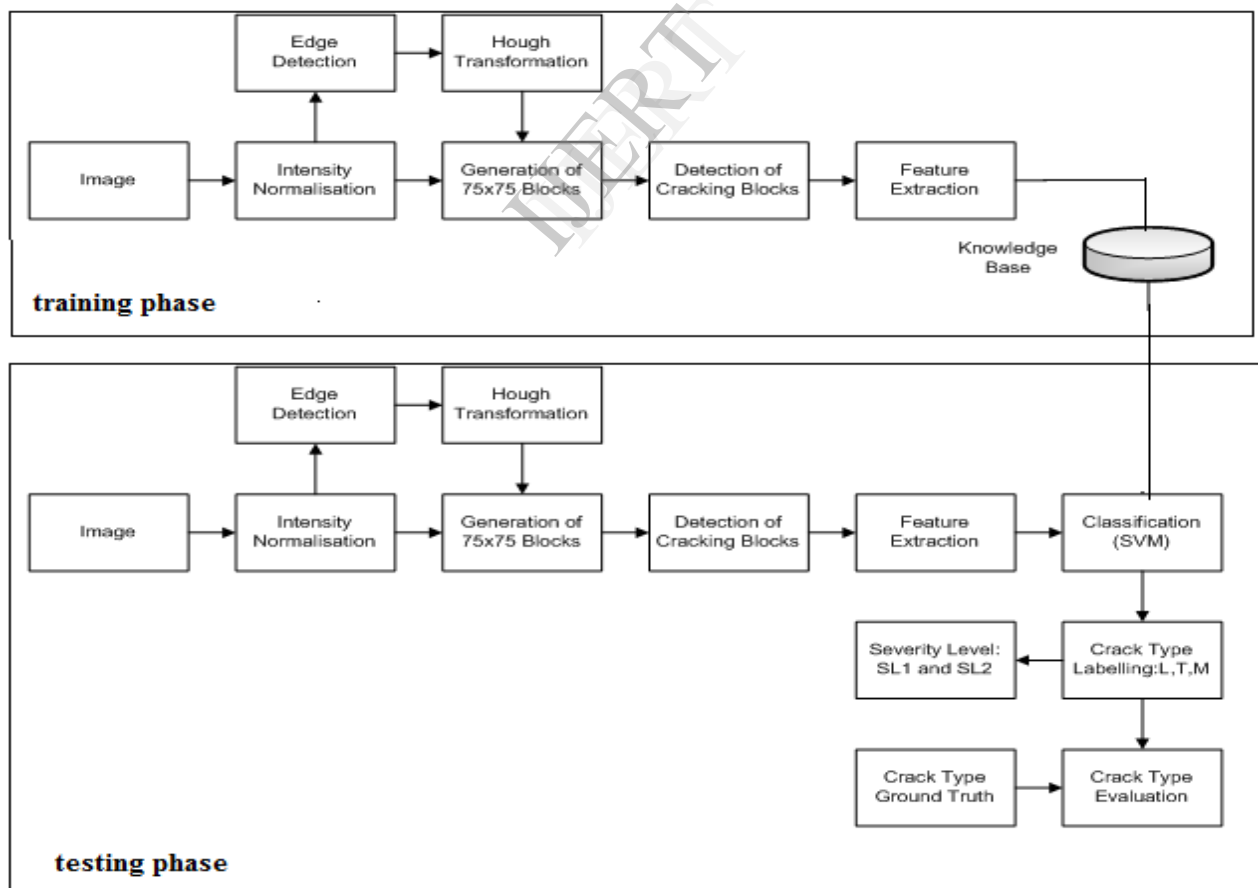 Edge
Detection
Hough
Transformation
IJERT
Image
Intensity
Normalisation
Generation of
75x75 Blocks
Detection of
Cracking Blocks
Feature
Extraction
Knowledge
Base
training phase
Edge
Detection
Hough
Transformation
Image
Intensity
Normalisation
Generation of
75x75 Blocks
Detection of
Cracking Blocks
Feature
Extraction
Classification
(SVM)
Severity Level:
SL1 and SL2
Crack Type
Labelling:L,T,M
Crack Type
Ground Truth
Crack Type
Evaluation
testing phase